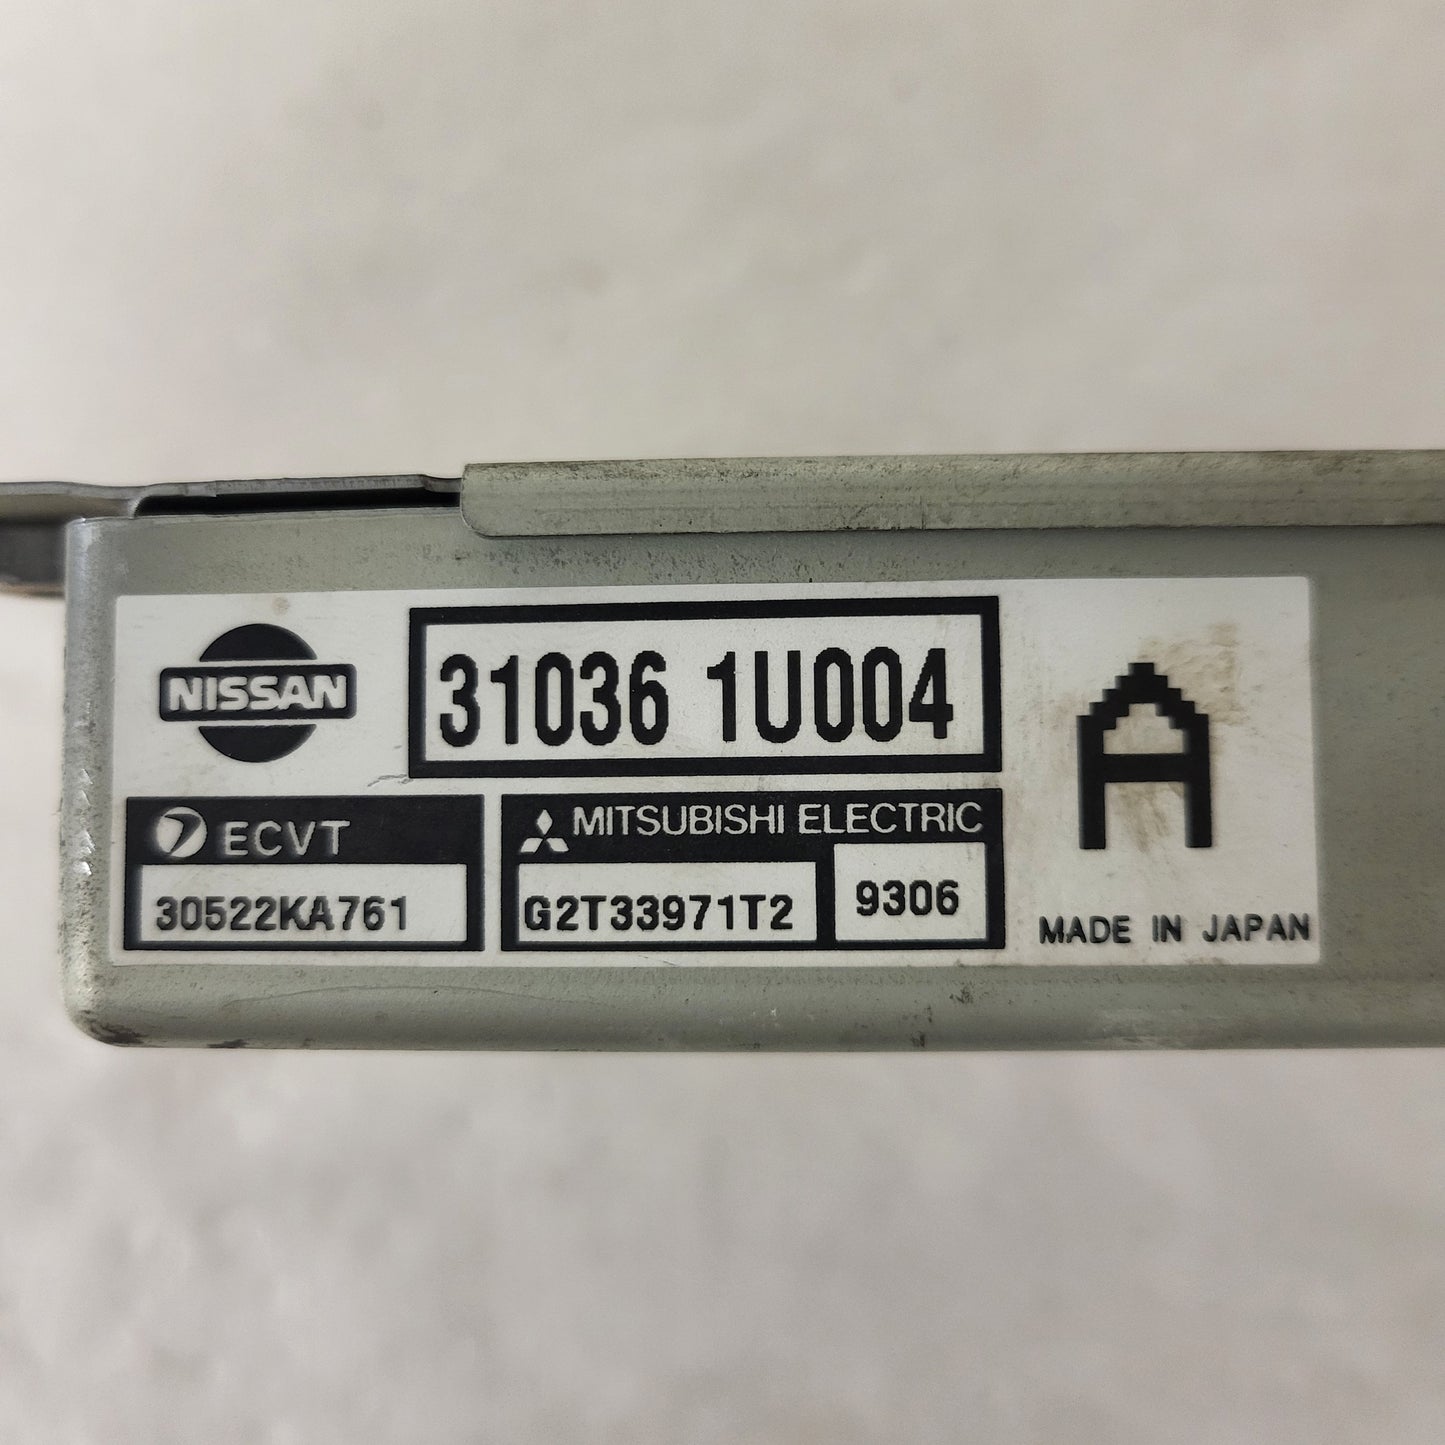 NISSAN
31036 1U004
A
ECVT
30522KA761
MITSUBISHI ELECTRIC
G2T33971T2
9306
MADE IN JAPAN